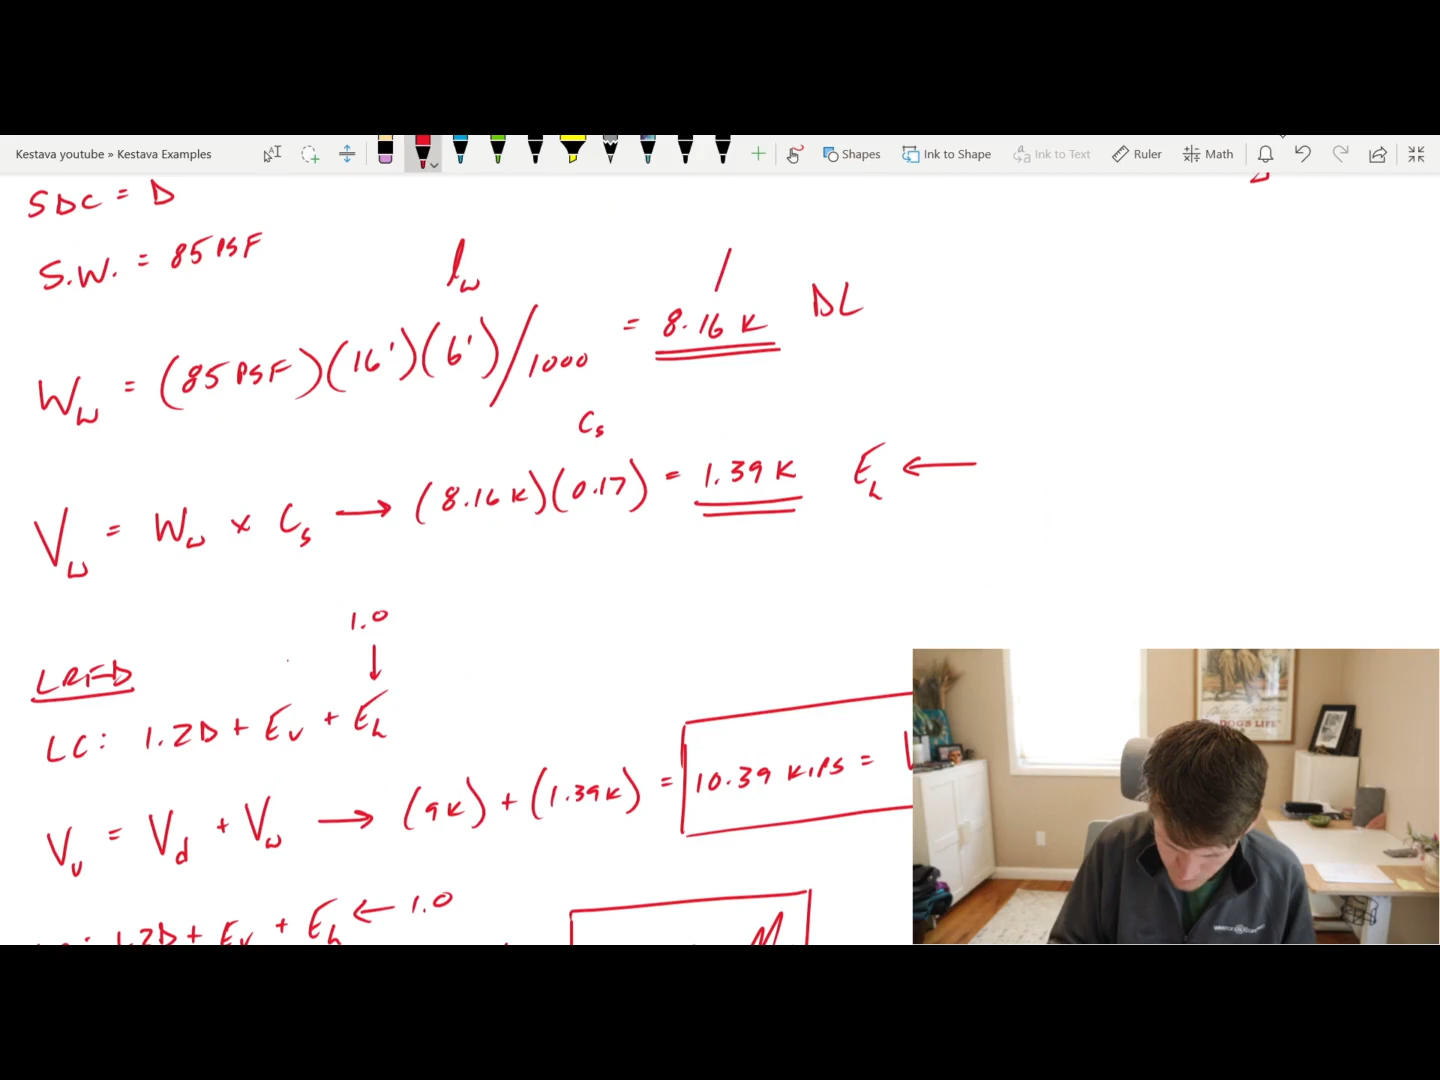 Kestava youtube » Kestava Examples
Shapes
Ink to Shape
Ink to Text
Ruler
Math
SDC = D
S.W. = 85 PSF
lw
Ww = (85 PSF)(16')(6')/1000 = 8.16 K DL
Cs
Vw = Ww x Cs → (8.16 K)(0.17) = 1.39 K Eh ←
1.0
↓
LRFD
LC: 1.2D + Ev + Eh
Vu = Vd + Vw → (9K) + (1.39K) = 10.39 KIPS =
1.2D + Ev + Eh ← 1.0
M
DOG'S LIFE